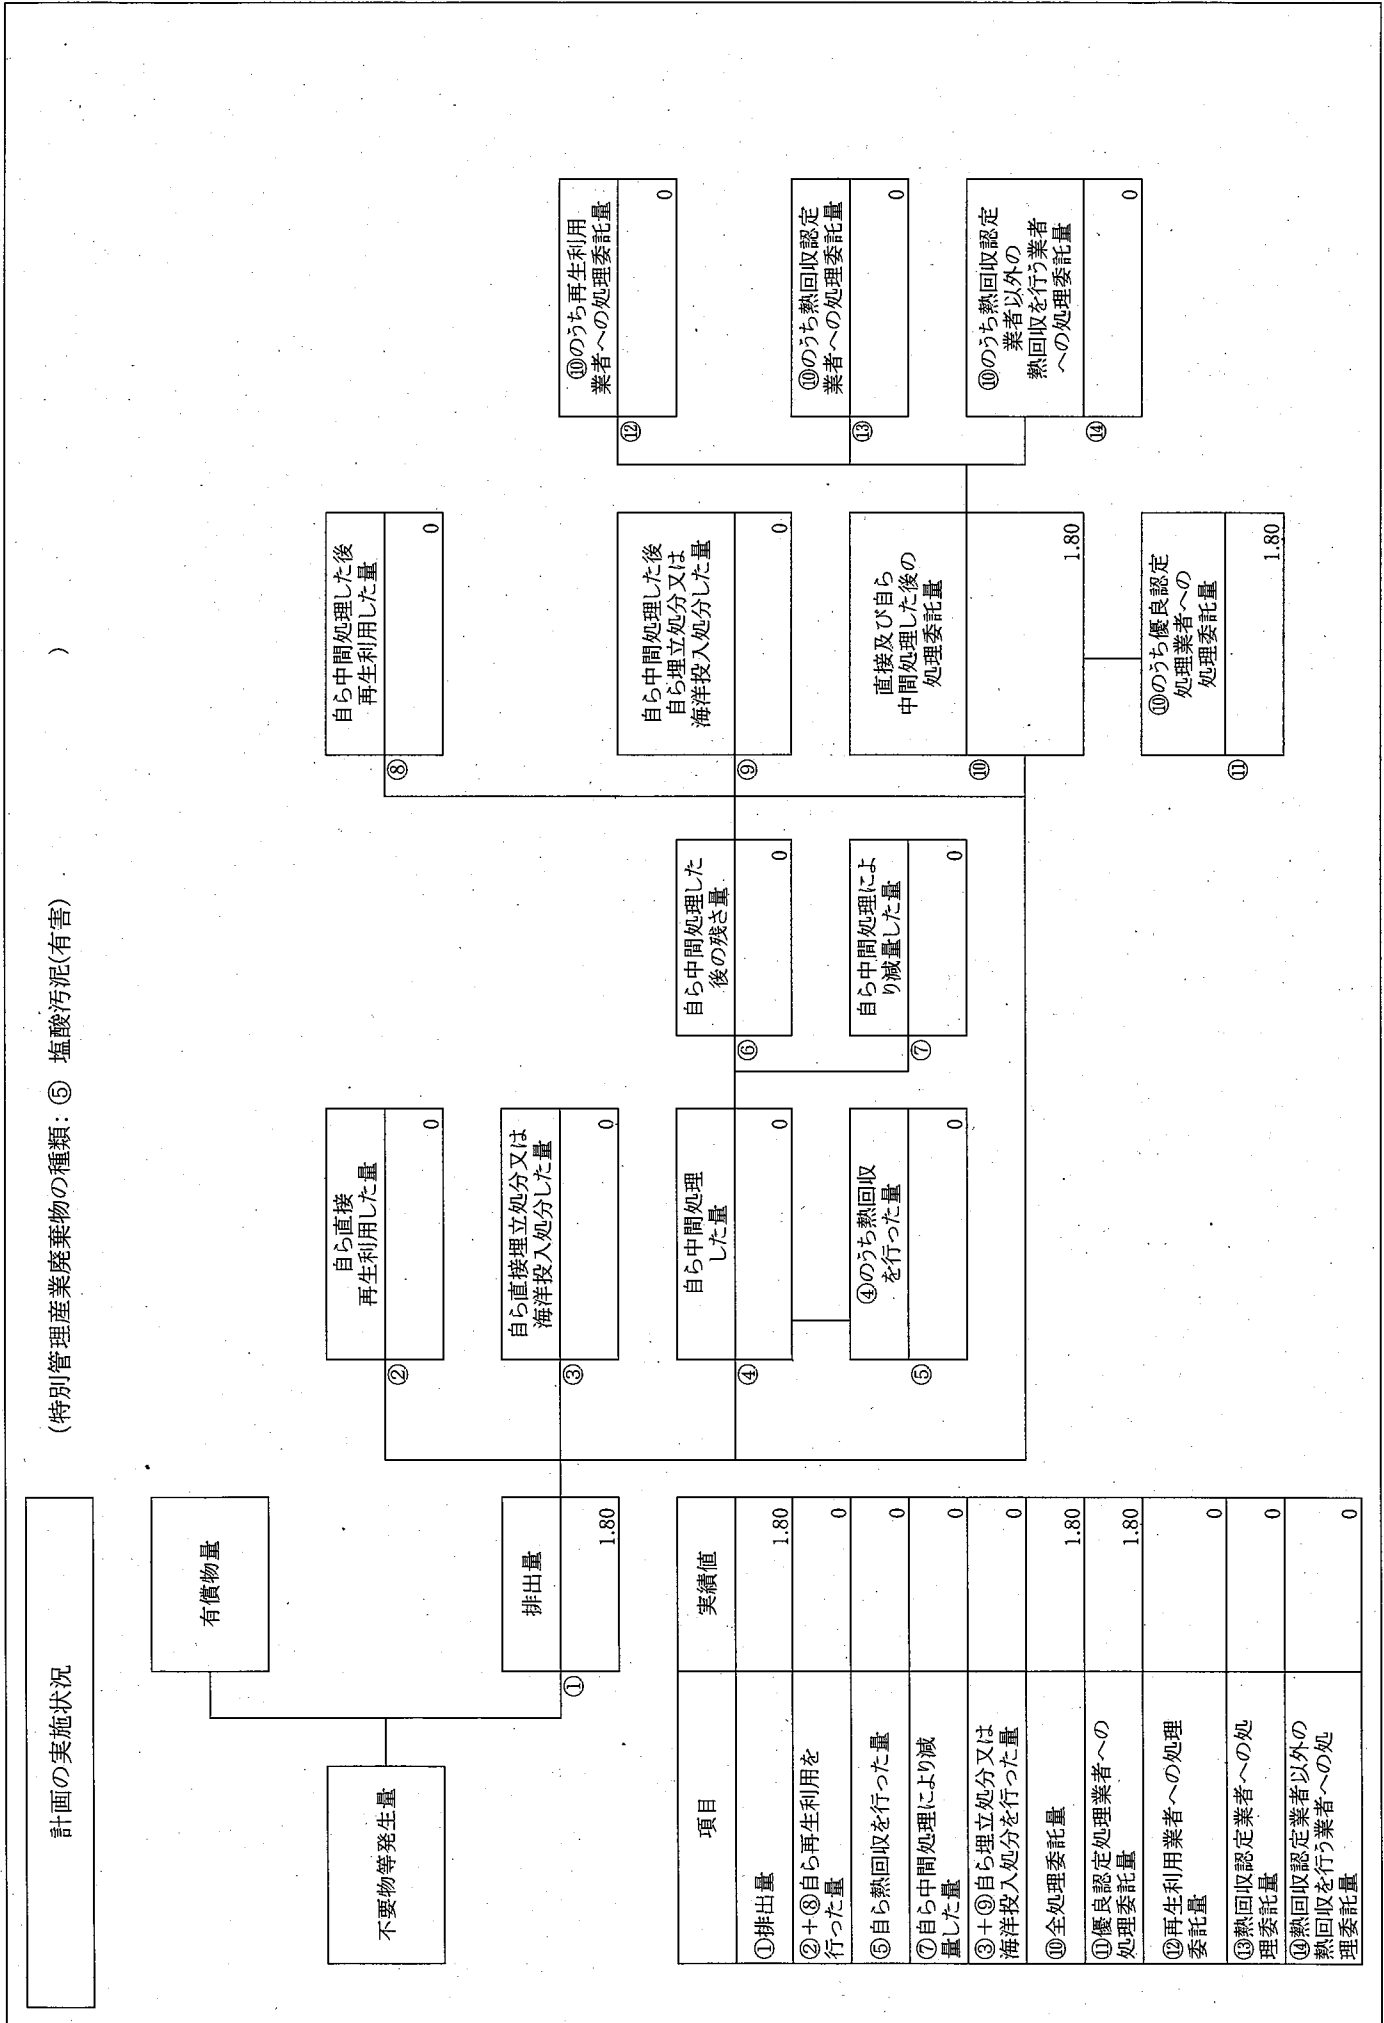 計画の実施状況
(特別管理産業廃棄物の種類：⑤ 塩酸汚泥(有害) )
不要物等発生量
有償物量
①
排出量
1.80
②
自ら直接
再生利用した量
0
③
自ら直接埋立処分又は
海洋投入処分した量
0
④
自ら中間処理
した量
0
⑤
④のうち熱回収
を行った量
0
⑥
自ら中間処理した
後の残さ量
0
⑦
自ら中間処理によ
り減量した量
0
⑧
自ら中間処理した後
再生利用した量
0
⑨
自ら中間処理した後
自ら埋立処分又は
海洋投入処分した量
0
⑩
直接及び自ら
中間処理した後の
処理委託量
1.80
⑪
⑩のうち優良認定
処理業者への
処理委託量
1.80
⑫
⑩のうち再生利用
業者への処理委託量
0
⑬
⑩のうち熱回収認定
業者への処理委託量
0
⑭
⑩のうち熱回収認定
業者以外の
熱回収を行う業者
への処理委託量
0
項目 実績値
①排出量 1.80
②+⑧自ら再生利用を
行った量 0
⑤自ら熱回収を行った量 0
⑦自ら中間処理により減
量した量 0
③+⑨自ら埋立処分又は
海洋投入処分を行った量 0
⑩全処理委託量 1.80
⑪優良認定処理業者への
処理委託量 1.80
⑫再生利用業者への処理
委託量 0
⑬熱回収認定業者への処
理委託量 0
⑭熱回収認定業者以外の
熱回収を行う業者への処
理委託量 0